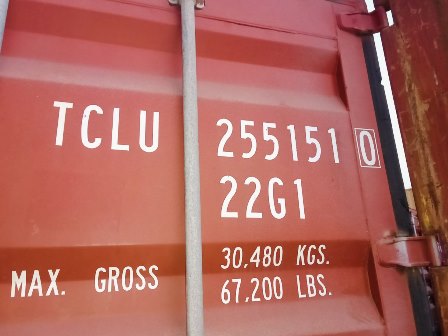 TCLU 255151 0
22G1
MAX. GROSS 30,480 KGS.
67,200 LBS.